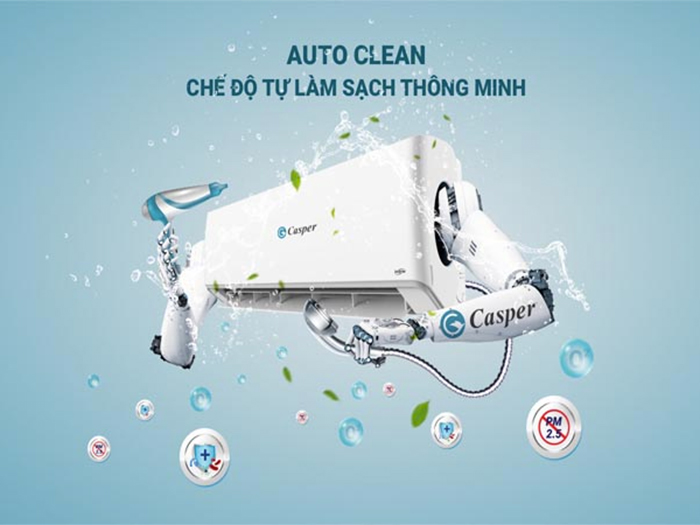 AUTO CLEAN
CHẾ ĐỘ TỰ LÀM SẠCH THÔNG MINH
Casper
Casper
PM
2.5